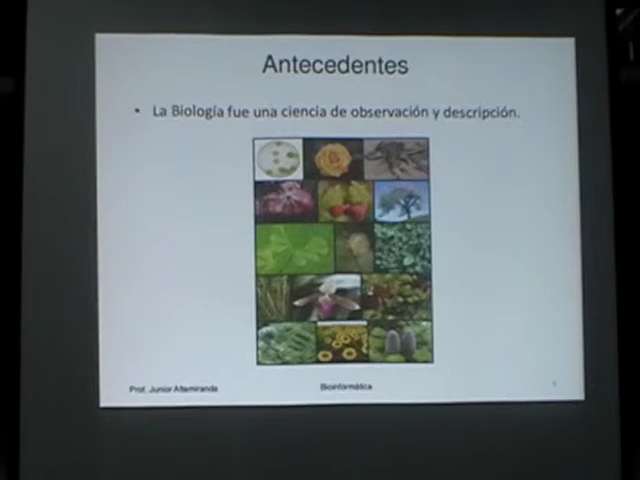 Antecedentes
• La Biología fue una ciencia de observación y descripción.
Prof. Junior Altamiranda
Bioinformática